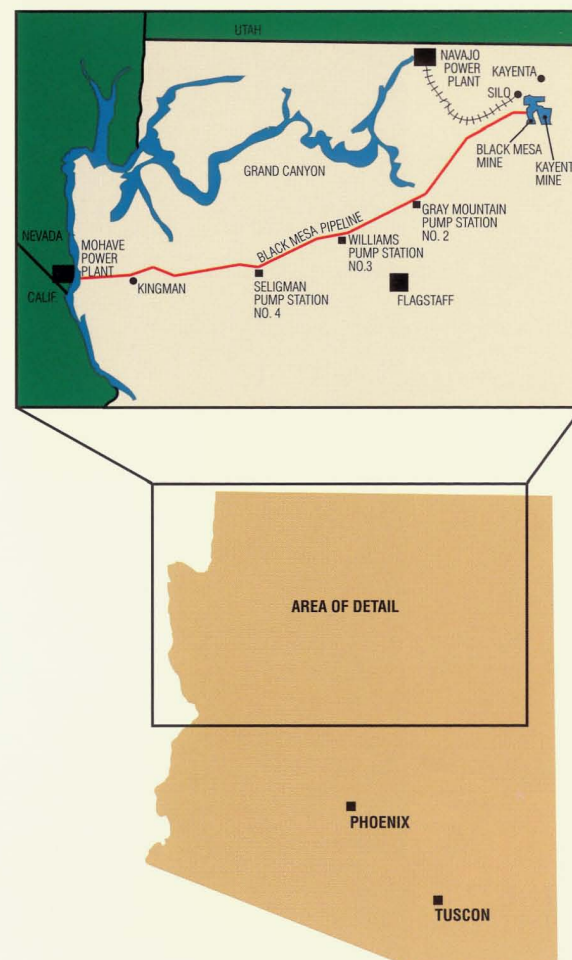 UTAH
NAVAJO
POWER
PLANT
KAYENTA
SILO
BLACK MESA
MINE
KAYENT
MINE
GRAND CANYON
GRAY MOUNTAIN
PUMP STATION
NO. 2
BLACK MESA PIPELINE
WILLIAMS
PUMP STATION
NO.3
NEVADA
MOHAVE
POWER
PLANT
CALIF.
KINGMAN
SELIGMAN
PUMP STATION
NO. 4
FLAGSTAFF
AREA OF DETAIL
PHOENIX
TUSCON